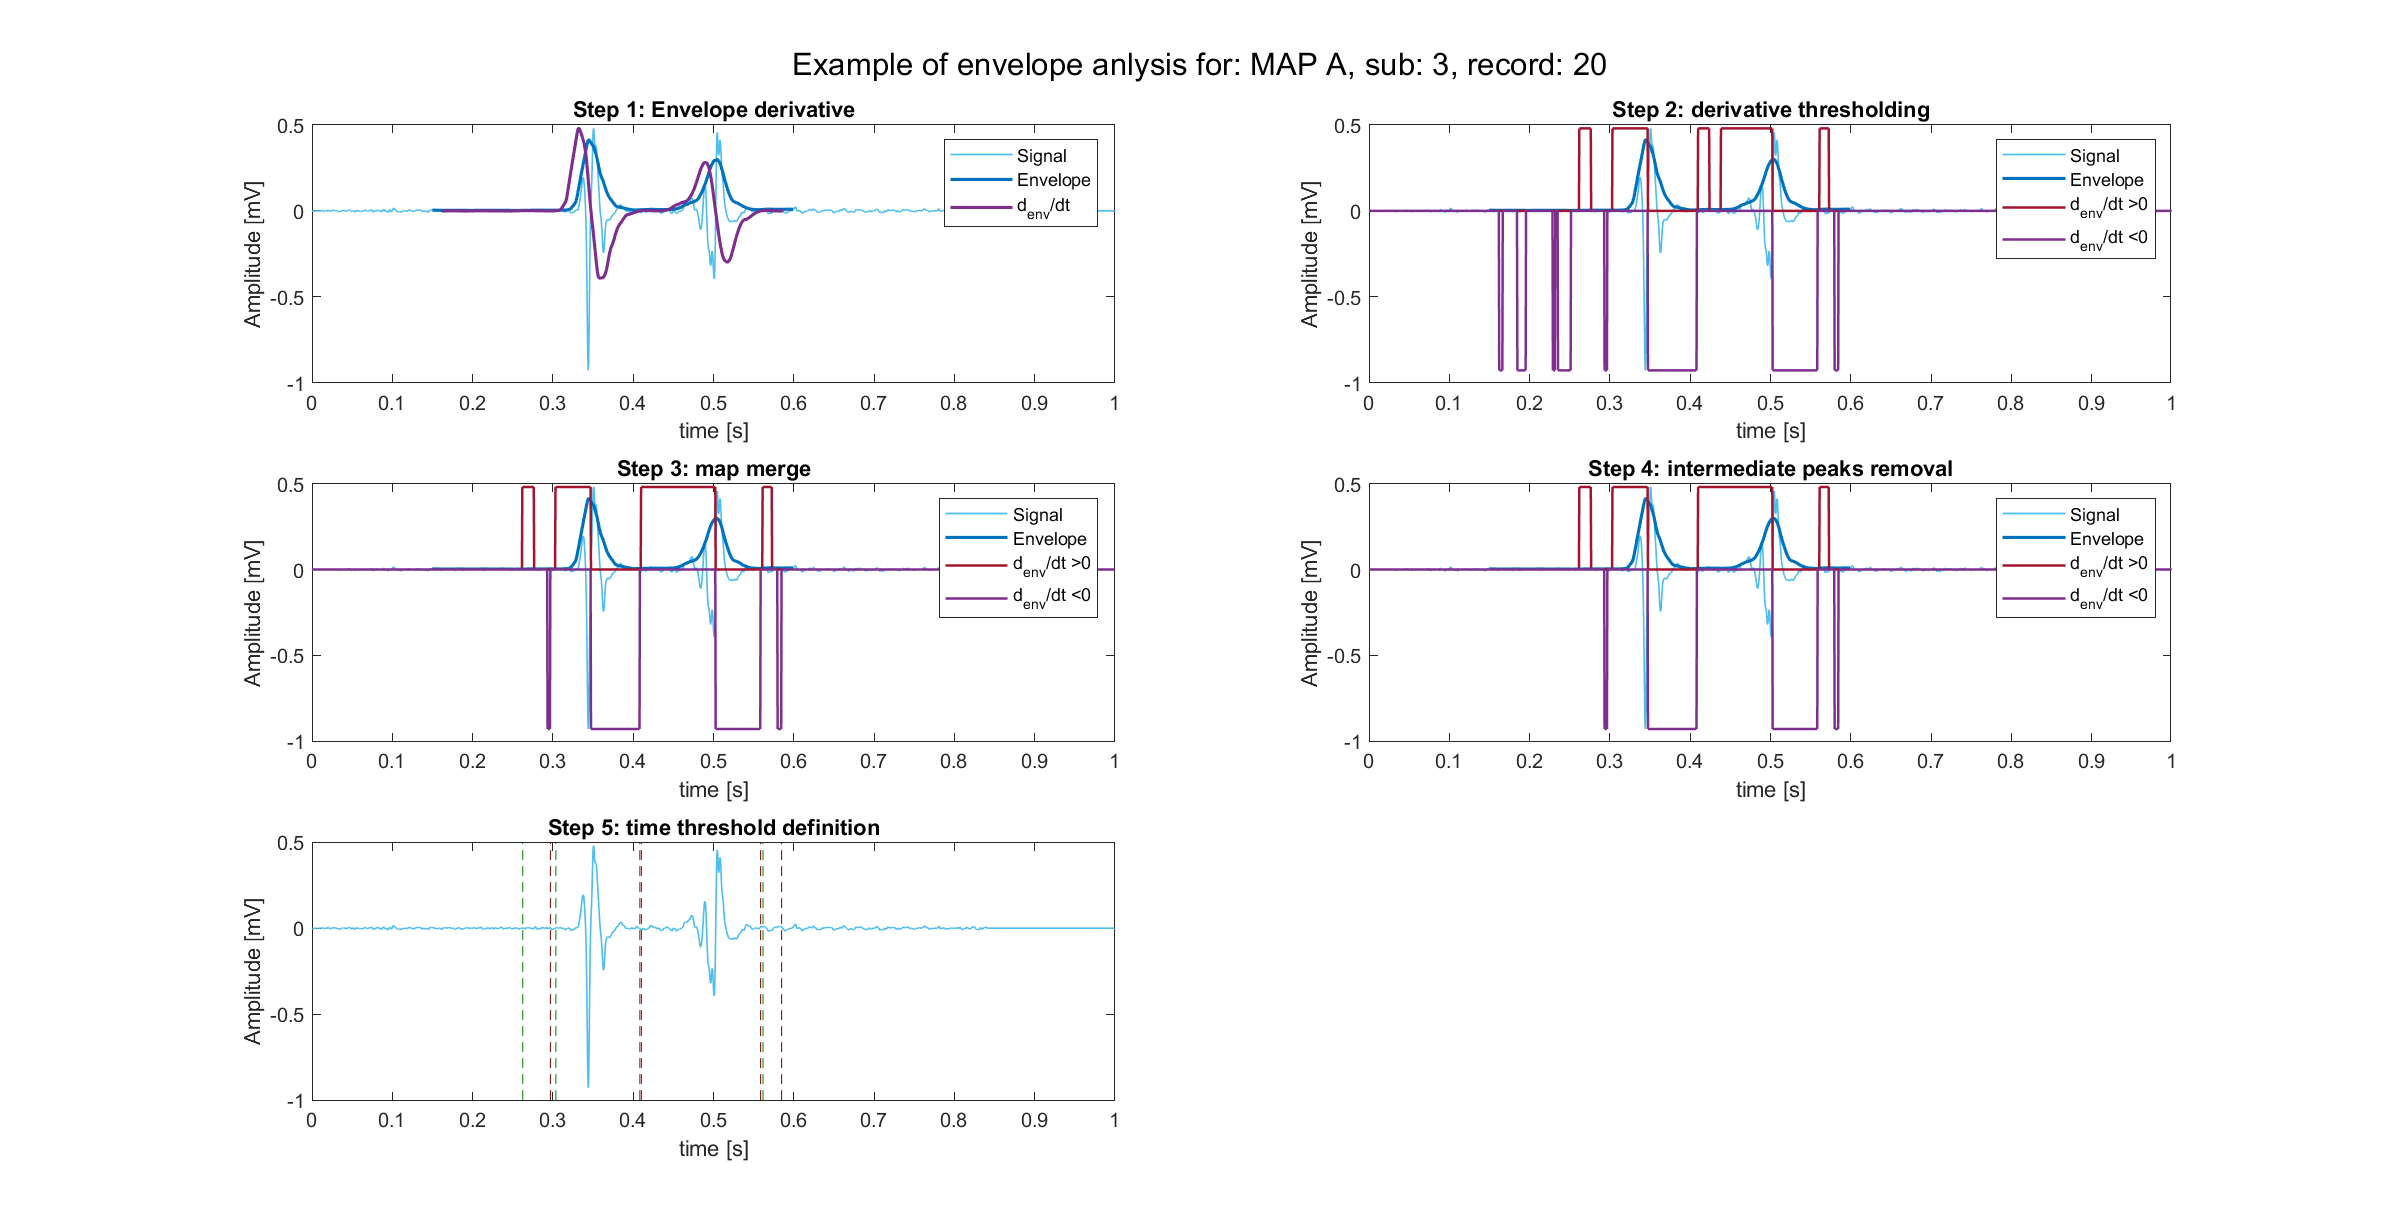 Example of envelope anlysis for: MAP A, sub: 3, record: 20
Step 1: Envelope derivative
0.5
0
-0.5
-1
Amplitude [mV]
0 0.1 0.2 0.3 0.4 0.5 0.6 0.7 0.8 0.9 1
time [s]
Signal
Envelope
d_env/dt
Step 2: derivative thresholding
0.5
0
-0.5
-1
Amplitude [mV]
0 0.1 0.2 0.3 0.4 0.5 0.6 0.7 0.8 0.9 1
time [s]
Signal
Envelope
d_env/dt >0
d_env/dt <0
Step 3: map merge
0.5
0
-0.5
-1
Amplitude [mV]
0 0.1 0.2 0.3 0.4 0.5 0.6 0.7 0.8 0.9 1
time [s]
Signal
Envelope
d_env/dt >0
d_env/dt <0
Step 4: intermediate peaks removal
0.5
0
-0.5
-1
Amplitude [mV]
0 0.1 0.2 0.3 0.4 0.5 0.6 0.7 0.8 0.9 1
time [s]
Signal
Envelope
d_env/dt >0
d_env/dt <0
Step 5: time threshold definition
0.5
0
-0.5
-1
Amplitude [mV]
0 0.1 0.2 0.3 0.4 0.5 0.6 0.7 0.8 0.9 1
time [s]